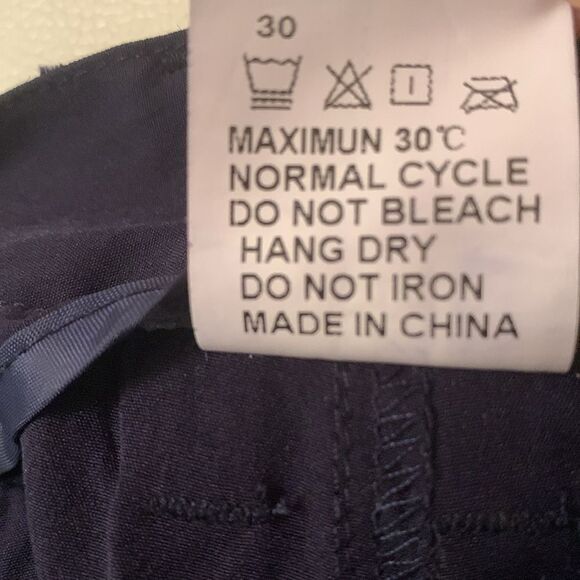 30
MAXIMUN 30℃
NORMAL CYCLE
DO NOT BLEACH
HANG DRY
DO NOT IRON
MADE IN CHINA